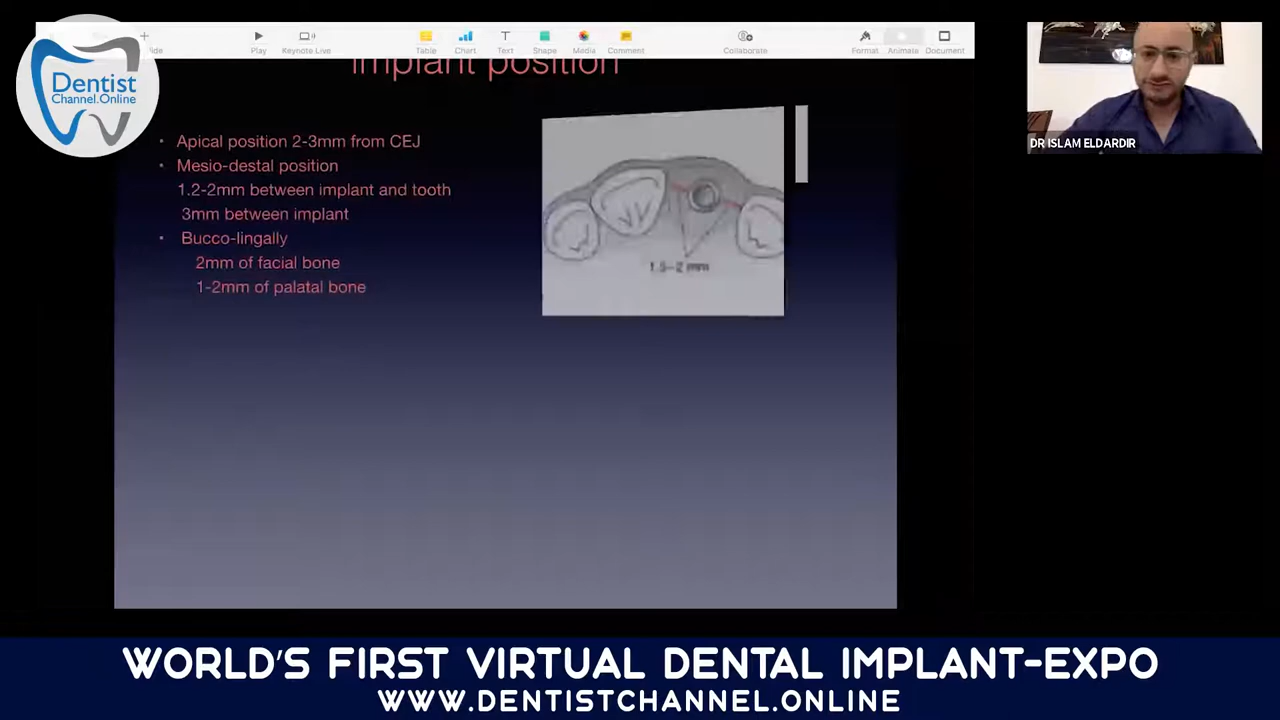 Play
Keynote Live
Table
Chart
Text
Shape
Media
Comment
Collaborate
Format
Animate
Document
Dentist
Channel.Online
implant position
• Apical position 2-3mm from CEJ
• Mesio-destal position
1.2-2mm between implant and tooth
3mm between implant
• Bucco-lingally
2mm of facial bone
1-2mm of palatal bone
1.5–2 mm
DR ISLAM ELDARDIR
WORLD'S FIRST VIRTUAL DENTAL IMPLANT-EXPO
WWW.DENTISTCHANNEL.ONLINE